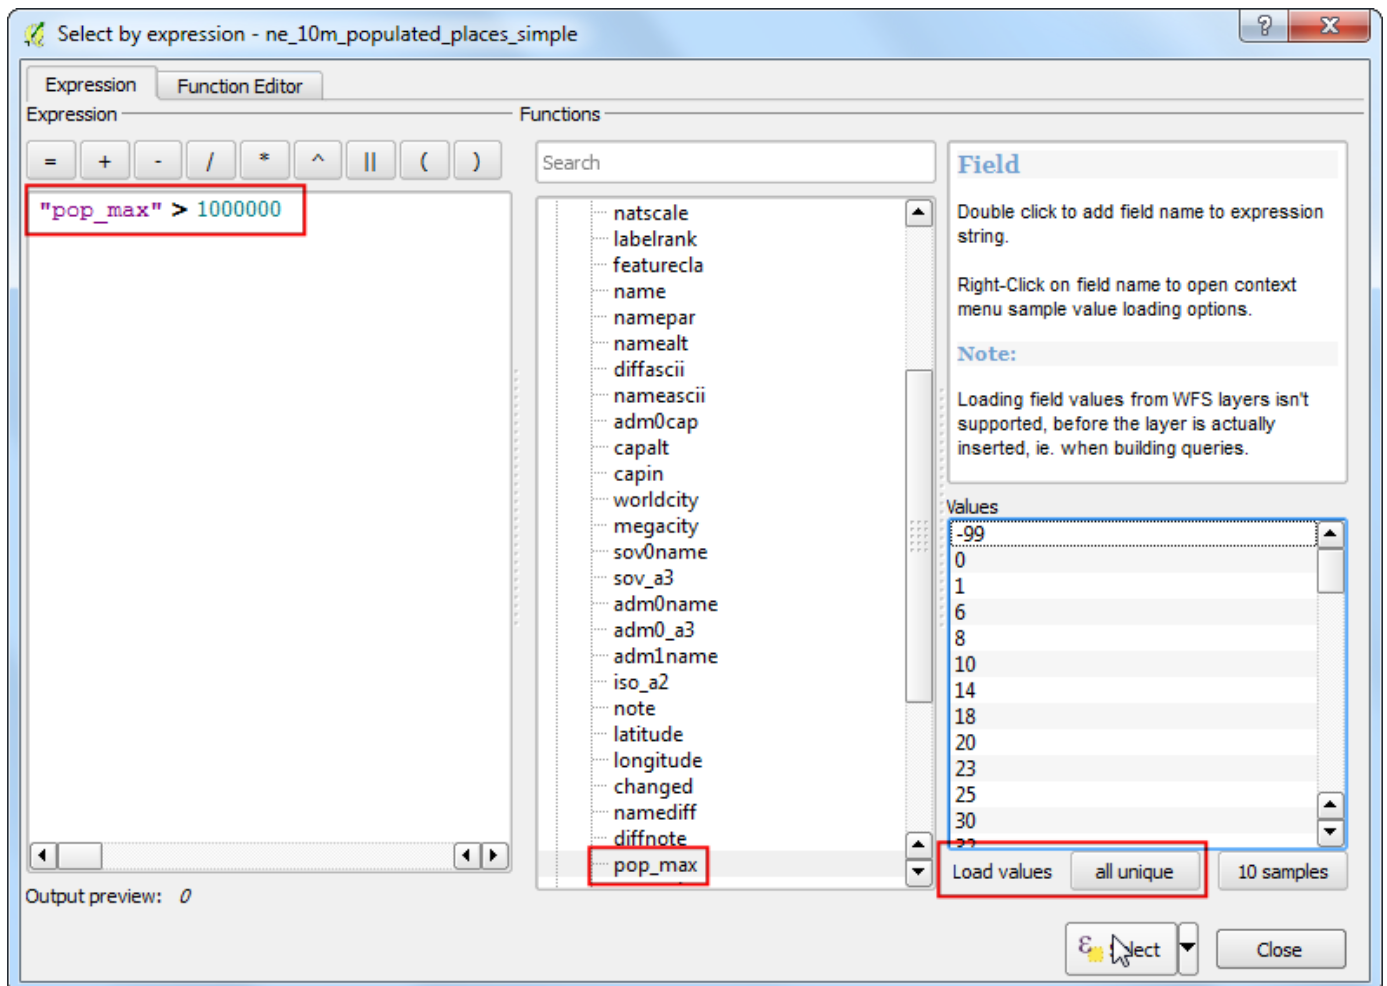 Select by expression - ne_10m_populated_places_simple
Expression Function Editor
Expression
= + - / * ^ || ( )
"pop_max" > 1000000
Output preview: 0
Functions
Search
natscale
labelrank
featurecla
name
namepar
namealt
diffascii
nameascii
adm0cap
capalt
capin
worldcity
megacity
sov0name
sov_a3
adm0name
adm0_a3
adm1name
iso_a2
note
latitude
longitude
changed
namediff
diffnote
pop_max
Field
Double click to add field name to expression
string.
Right-Click on field name to open context
menu sample value loading options.
Note:
Loading field values from WFS layers isn't
supported, before the layer is actually
inserted, ie. when building queries.
Values
-99
0
1
6
8
10
14
18
20
23
25
30
Load values all unique 10 samples
Close